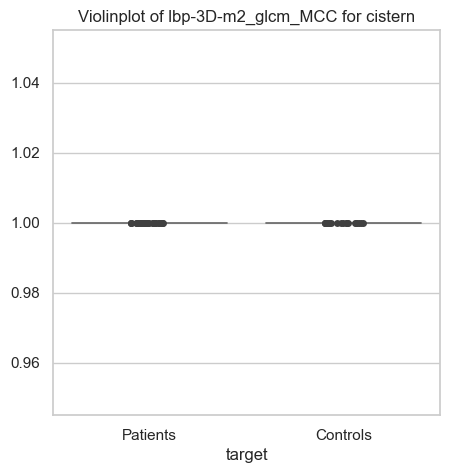 Violinplot of lbp-3D-m2_glcm_MCC for cistern
1.04
1.02
1.00
0.98
0.96
Patients
Controls
target